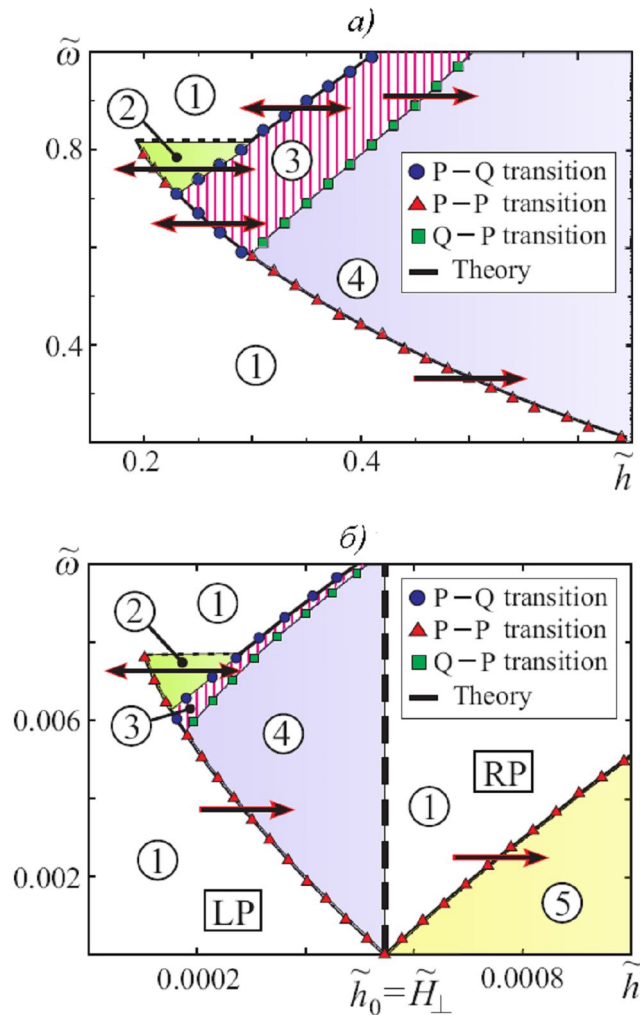 а)
ω̃
1
2
0.8
3
P–Q transition
P–P transition
Q–P transition
Theory
4
0.4
1
0.2
0.4
h̃
б)
ω̃
2
1
P–Q transition
P–P transition
Q–P transition
Theory
0.006
3
4
RP
1
0.002
1
LP
5
0.0002
h̃₀=H̃⊥
0.0008
h̃